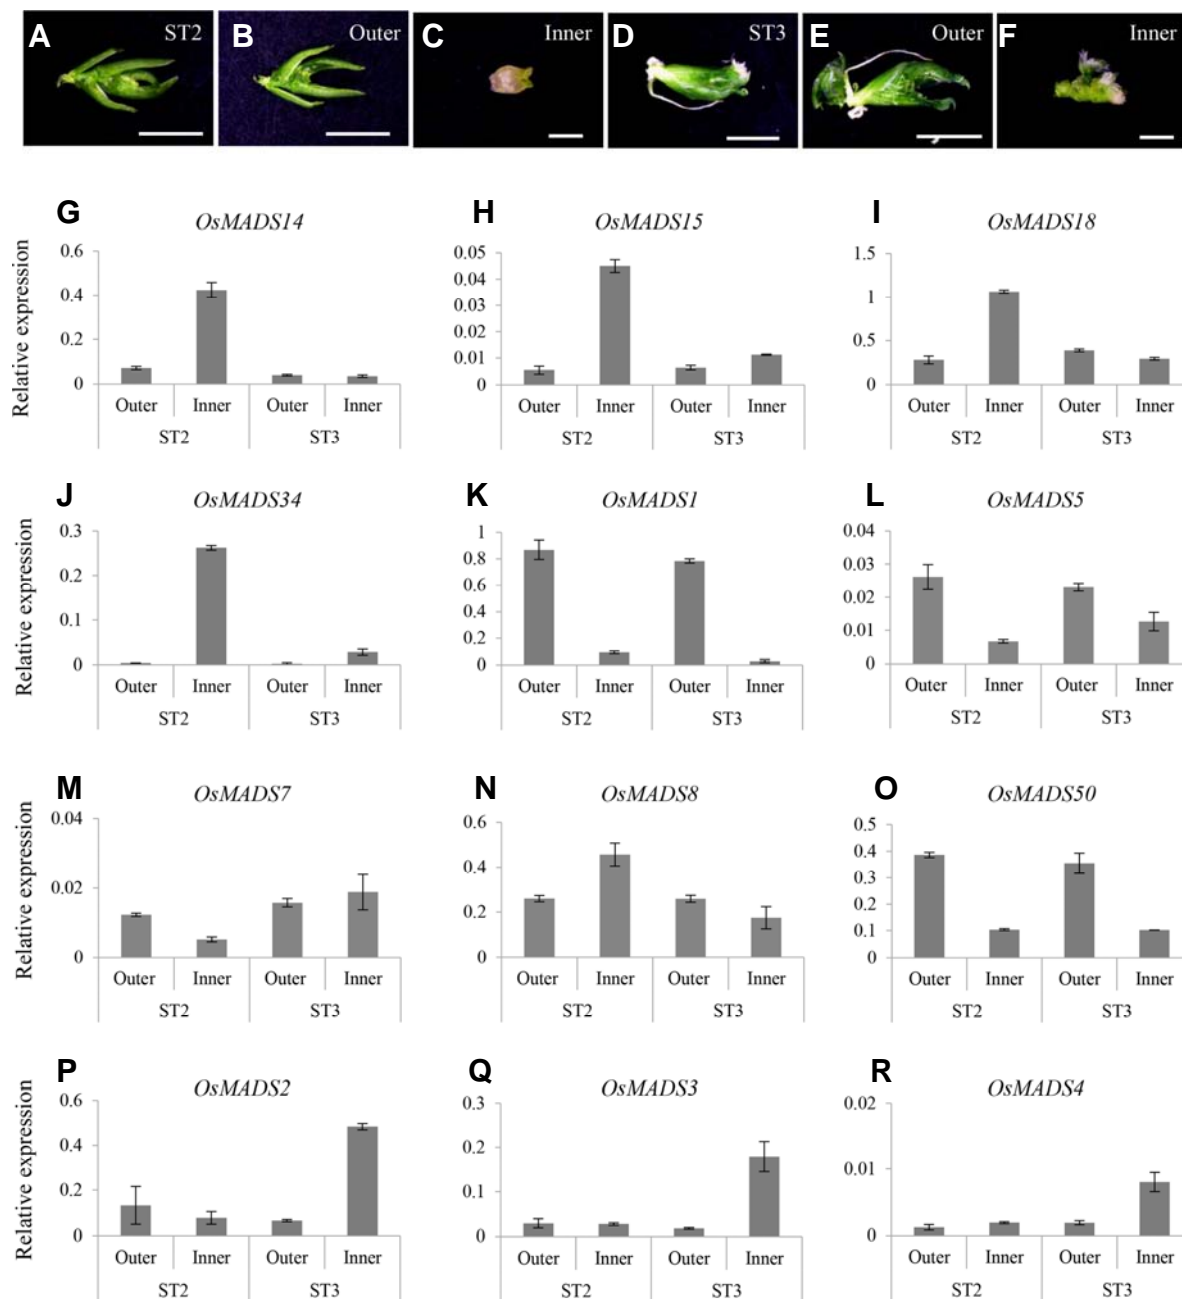 A ST2 B Outer C Inner D ST3 E Outer F Inner
G OsMADS14 H OsMADS15 I OsMADS18
Relative expression
0.6
0.4
0.2
0
Outer Inner Outer Inner
ST2 ST3
0.05
0.04
0.03
0.02
0.01
0
Outer Inner Outer Inner
ST2 ST3
1.5
1
0.5
0
Outer Inner Outer Inner
ST2 ST3
J OsMADS34 K OsMADS1 L OsMADS5
Relative expression
0.3
0.2
0.1
0
Outer Inner Outer Inner
ST2 ST3
1
0.8
0.6
0.4
0.2
0
Outer Inner Outer Inner
ST2 ST3
0.04
0.03
0.02
0.01
0
Outer Inner Outer Inner
ST2 ST3
M OsMADS7 N OsMADS8 O OsMADS50
Relative expression
0.04
0.02
0
Outer Inner Outer Inner
ST2 ST3
0.6
0.4
0.2
0
Outer Inner Outer Inner
ST2 ST3
0.5
0.4
0.3
0.2
0.1
0
Outer Inner Outer Inner
ST2 ST3
P OsMADS2 Q OsMADS3 R OsMADS4
Relative expression
0.6
0.4
0.2
0
Outer Inner Outer Inner
ST2 ST3
0.3
0.2
0.1
0
Outer Inner Outer Inner
ST2 ST3
0.02
0.01
0
Outer Inner Outer Inner
ST2 ST3